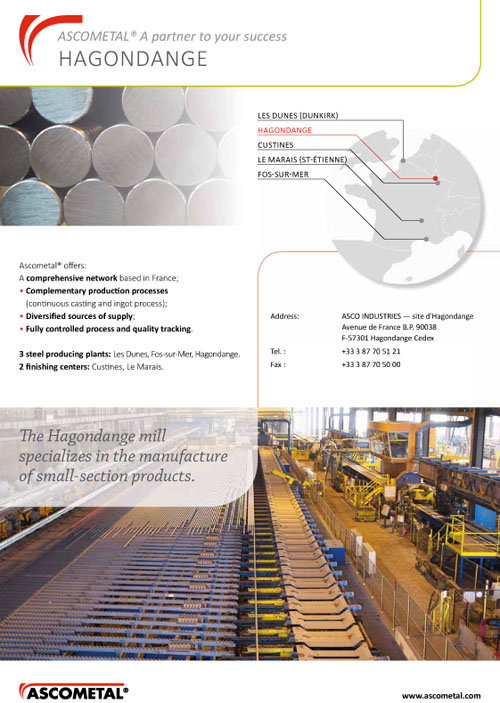 ASCOMETAL® A partner to your success
HAGONDANGE
LES DUNES (DUNKIRK)
HAGONDANGE
CUSTINES
LE MARAIS (ST-ÉTIENNE)
FOS-SUR-MER
Ascometal® offers:
A comprehensive network based in France;
• Complementary production processes
(continuous casting and ingot process);
• Diversified sources of supply;
• Fully controlled process and quality tracking.
3 steel producing plants: Les Dunes, Fos-sur-Mer, Hagondange.
2 finishing centers: Custines, Le Marais.
Address: ASCO INDUSTRIES — site d'Hagondange
Avenue de France B.P. 90038
F-57301 Hagondange Cedex
Tel. : +33 3 87 70 51 21
Fax : +33 3 87 70 50 00
The Hagondange mill
specializes in the manufacture
of small-section products.
ASCOMETAL®
www.ascometal.com